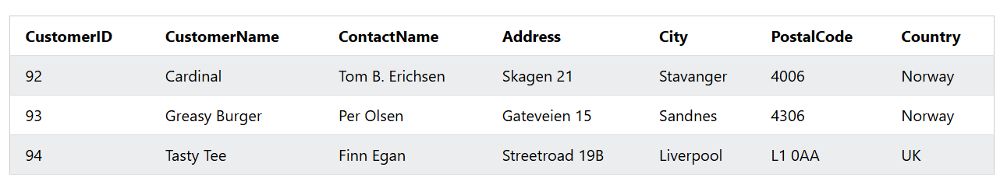 CustomerID CustomerName ContactName Address City PostalCode Country
92 Cardinal Tom B. Erichsen Skagen 21 Stavanger 4006 Norway
93 Greasy Burger Per Olsen Gateveien 15 Sandnes 4306 Norway
94 Tasty Tee Finn Egan Streetroad 19B Liverpool L1 0AA UK